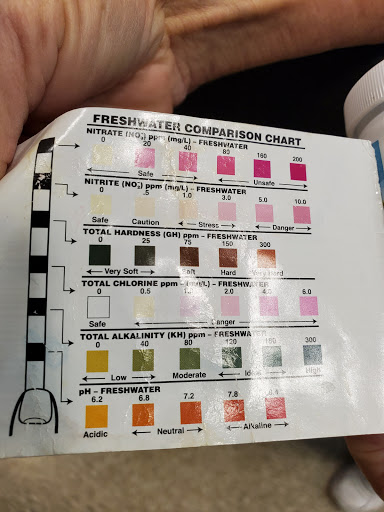 FRESHWATER COMPARISON CHART
NITRATE (NO₃) ppm (mg/L) – FRESHWATER
0 20 40 80 160 200
Safe Unsafe
NITRITE (NO₂) ppm (mg/L) – FRESHWATER
0 .5 1.0 3.0 5.0 10.0
Safe Caution Stress Danger
TOTAL HARDNESS (GH) ppm – FRESHWATER
0 25 75 150 300
Very Soft Soft Hard Very Hard
TOTAL CHLORINE ppm (mg/L) – FRESHWATER
0 0.5 2.0 4.0 6.0
Safe Danger
TOTAL ALKALINITY (KH) ppm – FRESHWATER
0 40 80 120 180 300
Low Moderate Ideal High
pH – FRESHWATER
6.2 6.8 7.2 7.8 8.4
Acidic Neutral Alkaline